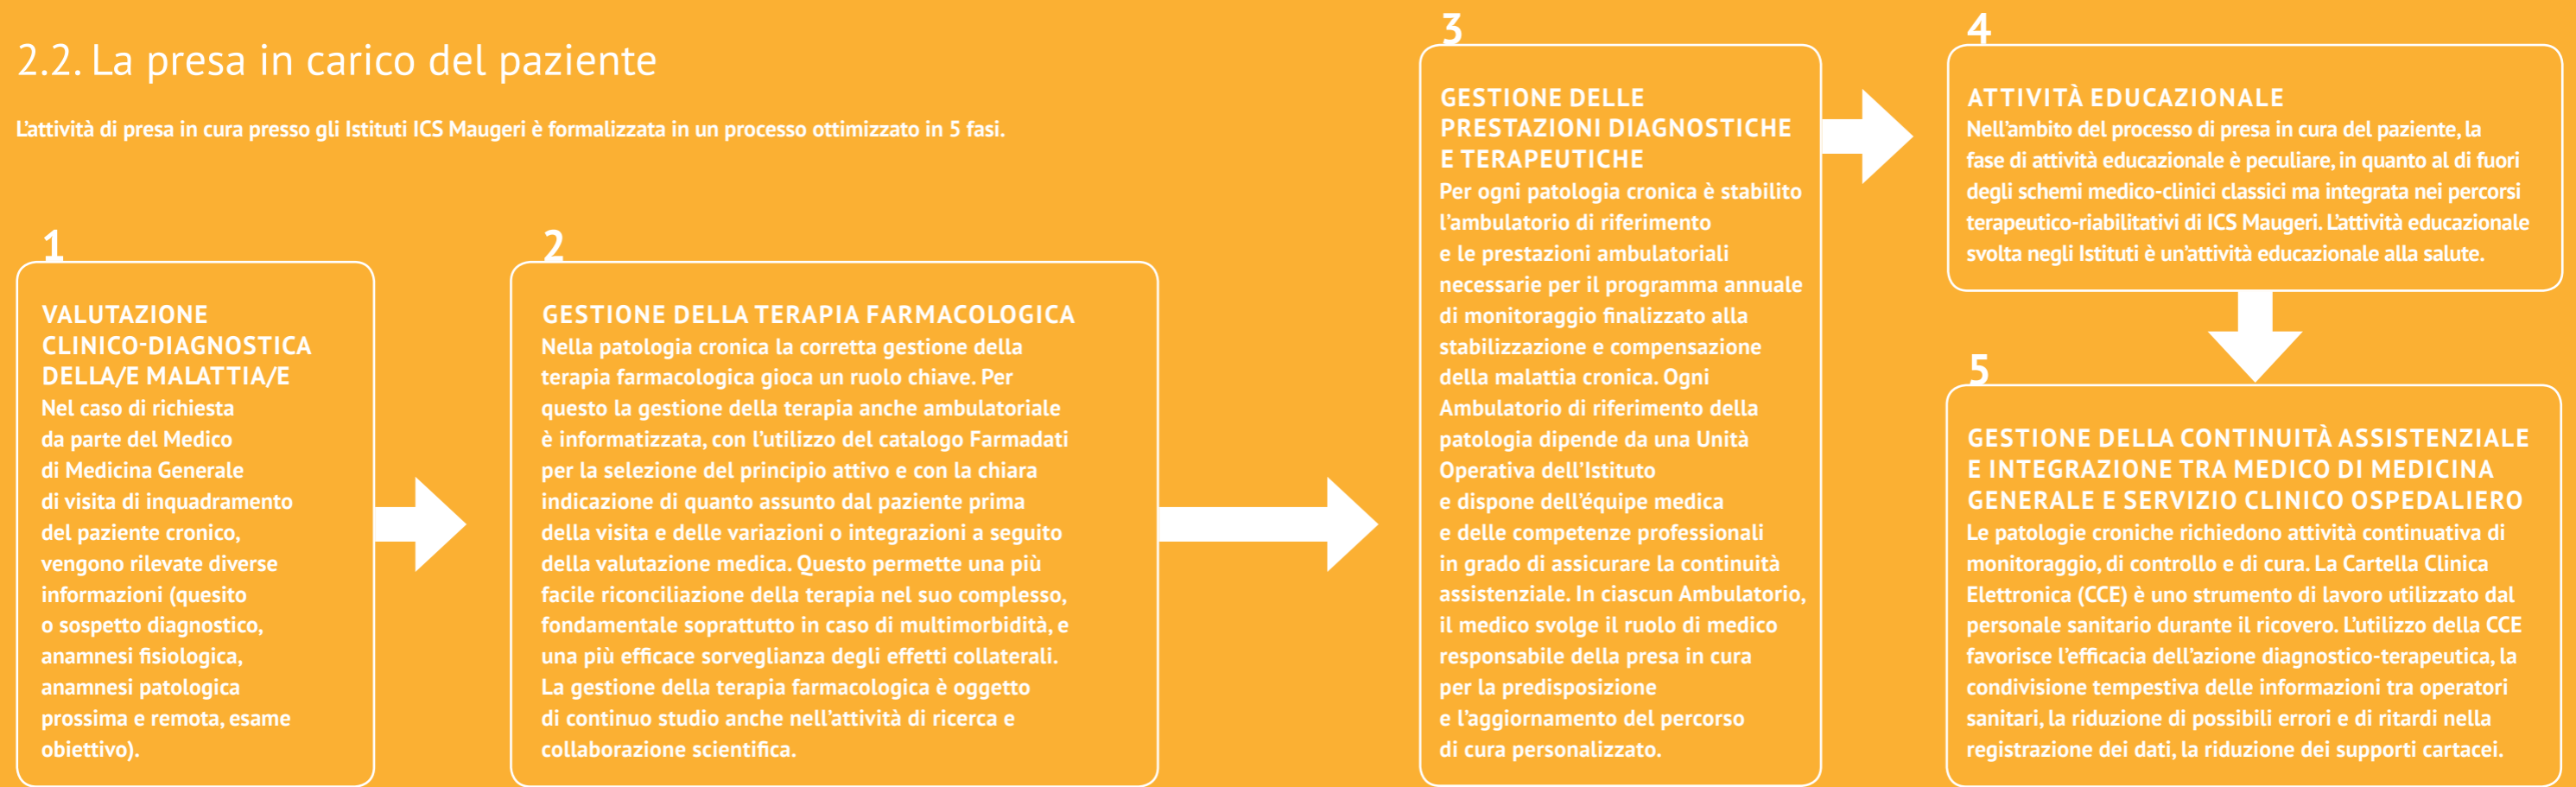 2.2. La presa in carico del paziente
L'attività di presa in cura presso gli Istituti ICS Maugeri è formalizzata in un processo ottimizzato in 5 fasi.
1
VALUTAZIONE
CLINICO-DIAGNOSTICA
DELLA/E MALATTIA/E
Nel caso di richiesta
da parte del Medico
di Medicina Generale
di visita di inquadramento
del paziente cronico,
vengono rilevate diverse
informazioni (quesito
o sospetto diagnostico,
anamnesi fisiologica,
anamnesi patologica
prossima e remota, esame
obiettivo).
2
GESTIONE DELLA TERAPIA FARMACOLOGICA
Nella patologia cronica la corretta gestione della
terapia farmacologica gioca un ruolo chiave. Per
questo la gestione della terapia anche ambulatoriale
è informatizzata, con l'utilizzo del catalogo Farmadati
per la selezione del principio attivo e con la chiara
indicazione di quanto assunto dal paziente prima
della visita e delle variazioni o integrazioni a seguito
della valutazione medica. Questo permette una più
facile riconciliazione della terapia nel suo complesso,
fondamentale soprattutto in caso di multimorbidità, e
una più efficace sorveglianza degli effetti collaterali.
La gestione della terapia farmacologica è oggetto
di continuo studio anche nell'attività di ricerca e
collaborazione scientifica.
3
GESTIONE DELLE
PRESTAZIONI DIAGNOSTICHE
E TERAPEUTICHE
Per ogni patologia cronica è stabilito
l'ambulatorio di riferimento
e le prestazioni ambulatoriali
necessarie per il programma annuale
di monitoraggio finalizzato alla
stabilizzazione e compensazione
della malattia cronica. Ogni
Ambulatorio di riferimento della
patologia dipende da una Unità
Operativa dell'Istituto
e dispone dell'équipe medica
e delle competenze professionali
in grado di assicurare la continuità
assistenziale. In ciascun Ambulatorio,
il medico svolge il ruolo di medico
responsabile della presa in cura
per la predisposizione
e l'aggiornamento del percorso
di cura personalizzato.
4
ATTIVITÀ EDUCAZIONALE
Nell'ambito del processo di presa in cura del paziente, la
fase di attività educazionale è peculiare, in quanto al di fuori
degli schemi medico-clinici classici ma integrata nei percorsi
terapeutico-riabilitativi di ICS Maugeri. L'attività educazionale
svolta negli Istituti è un'attività educazionale alla salute.
5
GESTIONE DELLA CONTINUITÀ ASSISTENZIALE
E INTEGRAZIONE TRA MEDICO DI MEDICINA
GENERALE E SERVIZIO CLINICO OSPEDALIERO
Le patologie croniche richiedono attività continuativa di
monitoraggio, di controllo e di cura. La Cartella Clinica
Elettronica (CCE) è uno strumento di lavoro utilizzato dal
personale sanitario durante il ricovero. L'utilizzo della CCE
favorisce l'efficacia dell'azione diagnostico-terapeutica, la
condivisione tempestiva delle informazioni tra operatori
sanitari, la riduzione di possibili errori e di ritardi nella
registrazione dei dati, la riduzione dei supporti cartacei.